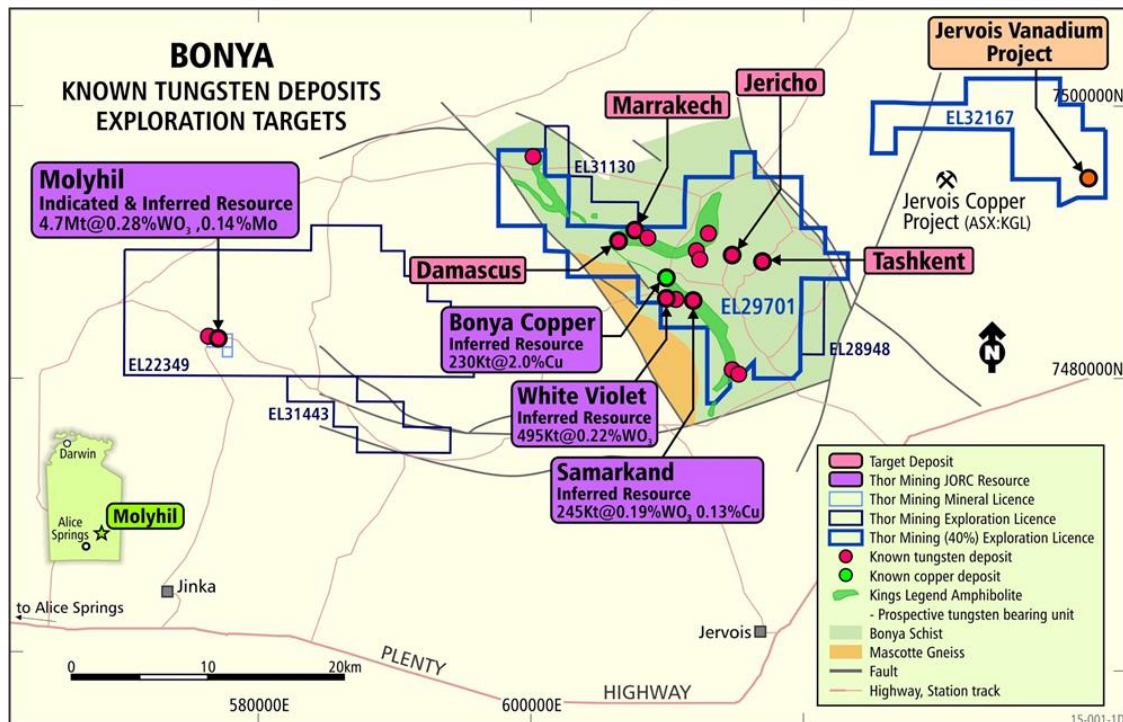 BONYA
KNOWN TUNGSTEN DEPOSITS
EXPLORATION TARGETS
Jervois Vanadium
Project
Jericho
Marrakech
7500000N
EL32167
EL31130
Molyhil
Indicated & Inferred Resource
4.7Mt@0.28%WO₃ ,0.14%Mo
Jervois Copper
Project (ASX:KGL)
Damascus
Tashkent
EL29701
Bonya Copper
Inferred Resource
230Kt@2.0%Cu
EL28948
N
EL22349
7480000N
White Violet
Inferred Resource
495Kt@0.22%WO₃
EL31443
Samarkand
Inferred Resource
245Kt@0.19%WO₃ 0.13%Cu
Darwin
Alice
Springs
Molyhil
Target Deposit
Thor Mining JORC Resource
Thor Mining Mineral Licence
Thor Mining Exploration Licence
Thor Mining (40%) Exploration Licence
Known tungsten deposit
Known copper deposit
Kings Legend Amphibolite
- Prospective tungsten bearing unit
Bonya Schist
Mascotte Gneiss
Fault
Highway, Station track
Jinka
to Alice Springs
Jervois
PLENTY
HIGHWAY
0 10 20km
580000E
600000E
15-001-1D